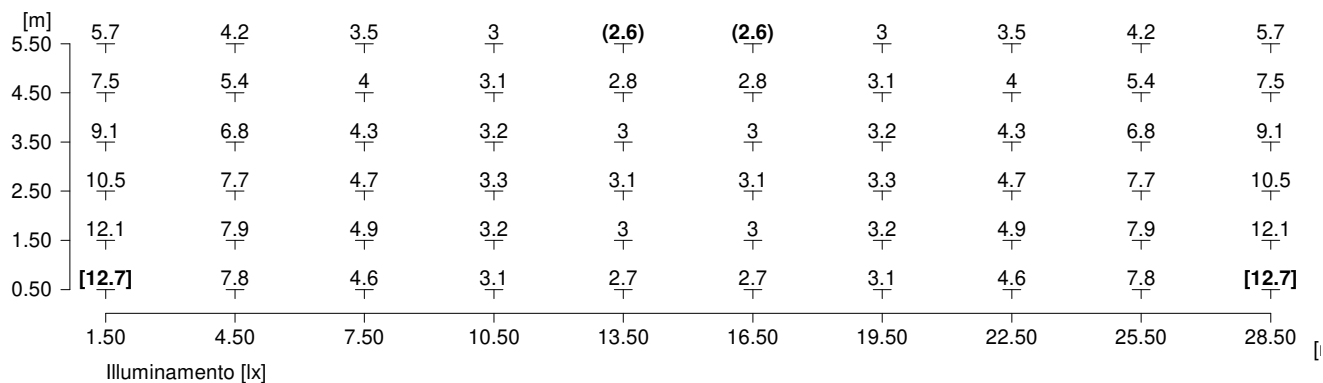 [m]
5.7 4.2 3.5 3 (2.6) (2.6) 3 3.5 4.2 5.7
5.50
7.5 5.4 4 3.1 2.8 2.8 3.1 4 5.4 7.5
4.50
9.1 6.8 4.3 3.2 3 3 3.2 4.3 6.8 9.1
3.50
10.5 7.7 4.7 3.3 3.1 3.1 3.3 4.7 7.7 10.5
2.50
12.1 7.9 4.9 3.2 3 3 3.2 4.9 7.9 12.1
1.50
[12.7] 7.8 4.6 3.1 2.7 2.7 3.1 4.6 7.8 [12.7]
0.50
1.50 4.50 7.50 10.50 13.50 16.50 19.50 22.50 25.50 28.50
Illuminamento [lx]